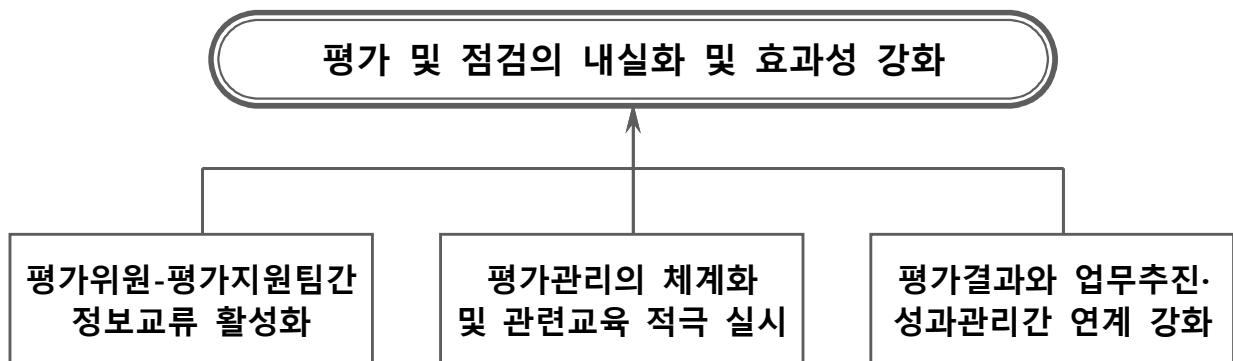 평가 및 점검의 내실화 및 효과성 강화
평가위원-평가지원팀간
정보교류 활성화
평가관리의 체계화
및 관련교육 적극 실시
평가결과와 업무추진·
성과관리간 연계 강화